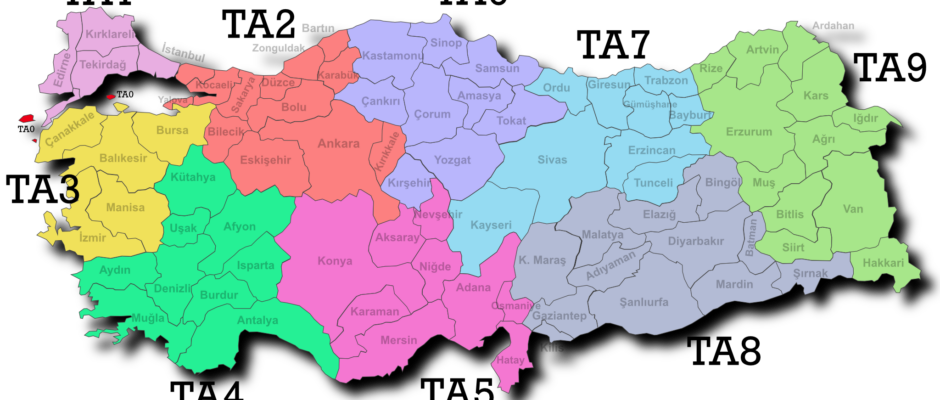 TA1
TA2
TA6
TA7
TA9
Kırklareli
Edirne
Tekirdağ
İstanbul
Bartın
Zonguldak
Karabük
Kastamonu
Sinop
Samsun
Ardahan
Artvin
Rize
Kars
Iğdır
Ağrı
Erzurum
Trabzon
Giresun
Ordu
Gümüşhane
Bayburt
TA0
TA0
Yalova
Kocaeli
Sakarya
Düzce
Bolu
Çankırı
Çorum
Amasya
Tokat
Çanakkale
Bursa
Bilecik
Eskişehir
Ankara
Kırıkkale
Yozgat
Kırşehir
Sivas
Erzincan
Tunceli
Bingöl
Muş
Bitlis
Van
Siirt
Hakkari
Balıkesir
Kütahya
TA3
Manisa
İzmir
Uşak
Afyon
Nevşehir
Kayseri
Aksaray
Konya
Niğde
Malatya
Elazığ
Diyarbakır
Batman
K. Maraş
Adıyaman
Mardin
Şırnak
Aydın
Denizli
Isparta
Burdur
Muğla
Antalya
Karaman
Mersin
Adana
Osmaniye
Gaziantep
Şanlıurfa
Kilis
Hatay
TA4
TA5
TA8